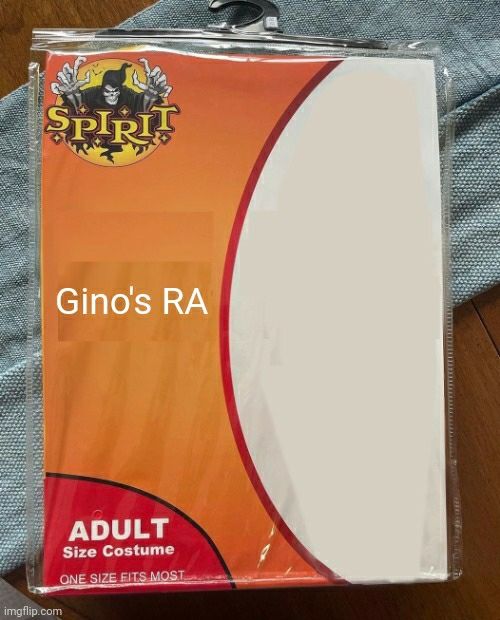 SPIRIT
Gino's RA
ADULT
Size Costume
ONE SIZE FITS MOST
imgflip.com